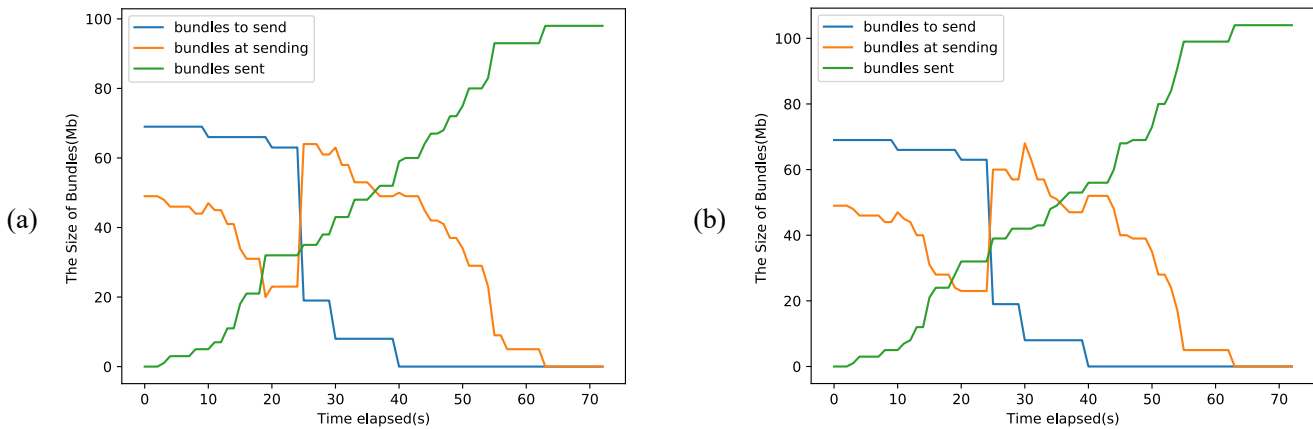 (a)
The Size of Bundles(Mb)
100
80
60
40
20
0
bundles to send
bundles at sending
bundles sent
0 10 20 30 40 50 60 70
Time elapsed(s)
(b)
The Size of Bundles(Mb)
100
80
60
40
20
0
bundles to send
bundles at sending
bundles sent
0 10 20 30 40 50 60 70
Time elapsed(s)